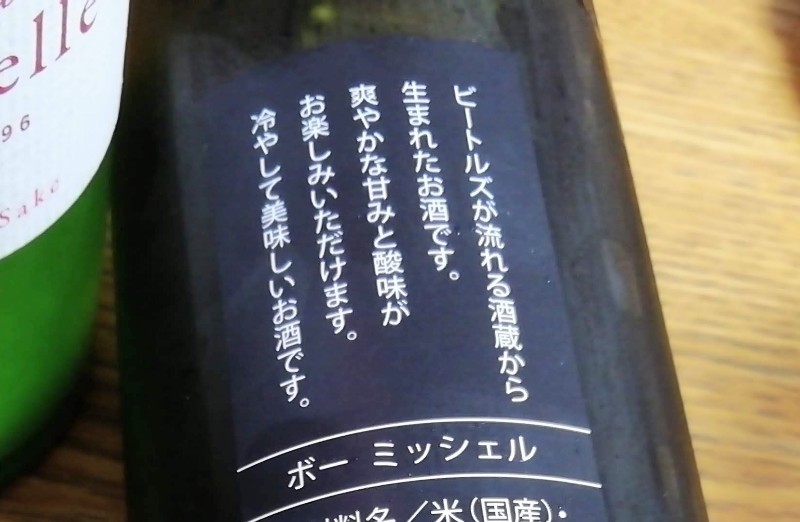 ビートルズが流れる酒蔵から
生まれたお酒です。
爽やかな甘みと酸味が
お楽しみいただけます。
冷やして美味しいお酒です。
ボー ミッシェル
料名／米(国産)・
elle
96
Sake